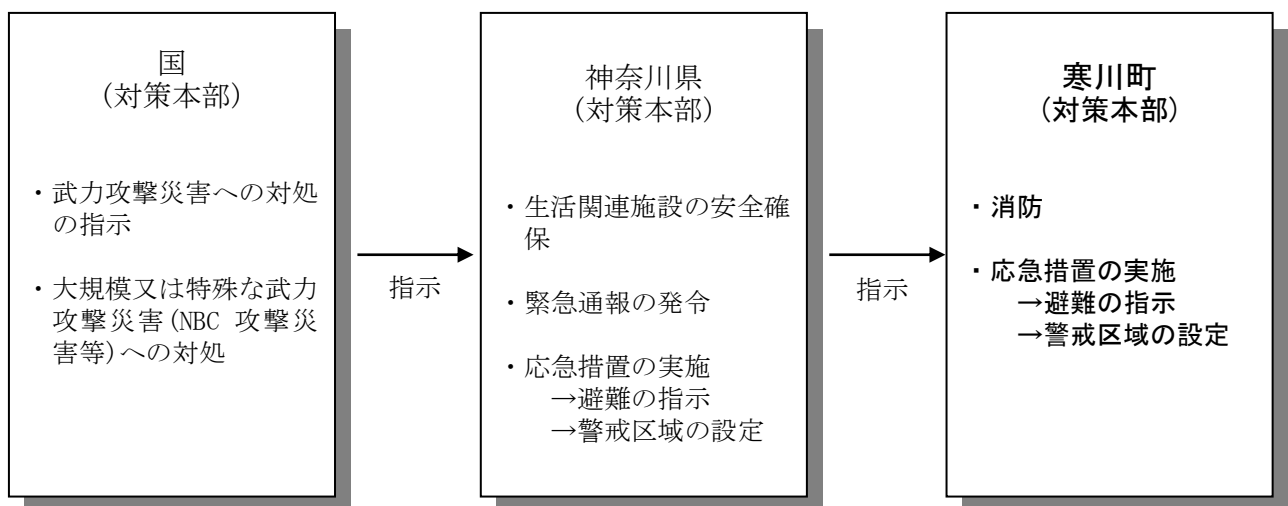 国
(対策本部)
・武力攻撃災害への対処
の指示
・大規模又は特殊な武力
攻撃災害(NBC 攻撃災
害等)への対処
指示
神奈川県
(対策本部)
・生活関連施設の安全確
保
・緊急通報の発令
・応急措置の実施
→避難の指示
→警戒区域の設定
指示
寒川町
(対策本部)
・消防
・応急措置の実施
→避難の指示
→警戒区域の設定